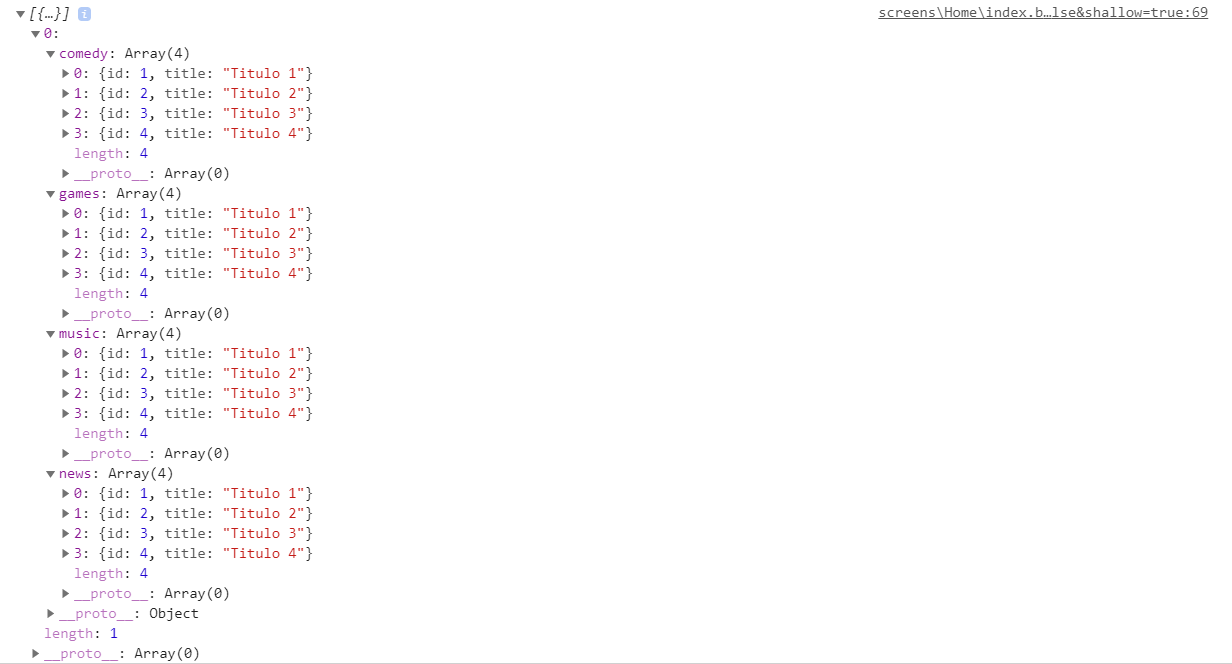 [{…}] i screens\Home\index.b…lse&shallow=true:69
0:
comedy: Array(4)
0: {id: 1, title: "Titulo 1"}
1: {id: 2, title: "Titulo 2"}
2: {id: 3, title: "Titulo 3"}
3: {id: 4, title: "Titulo 4"}
length: 4
__proto__: Array(0)
games: Array(4)
0: {id: 1, title: "Titulo 1"}
1: {id: 2, title: "Titulo 2"}
2: {id: 3, title: "Titulo 3"}
3: {id: 4, title: "Titulo 4"}
length: 4
__proto__: Array(0)
music: Array(4)
0: {id: 1, title: "Titulo 1"}
1: {id: 2, title: "Titulo 2"}
2: {id: 3, title: "Titulo 3"}
3: {id: 4, title: "Titulo 4"}
length: 4
__proto__: Array(0)
news: Array(4)
0: {id: 1, title: "Titulo 1"}
1: {id: 2, title: "Titulo 2"}
2: {id: 3, title: "Titulo 3"}
3: {id: 4, title: "Titulo 4"}
length: 4
__proto__: Array(0)
__proto__: Object
length: 1
__proto__: Array(0)